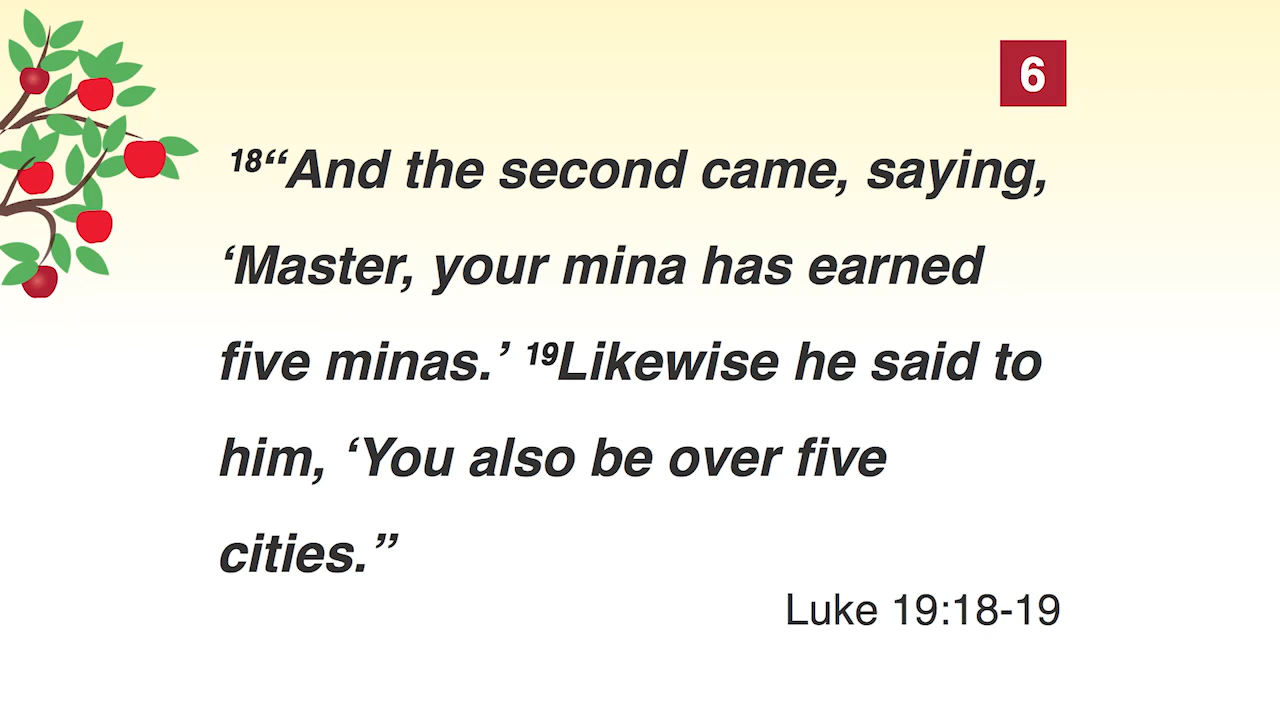 6
18“And the second came, saying,
‘Master, your mina has earned
five minas.’ 19Likewise he said to
him, ‘You also be over five
cities.”
Luke 19:18-19